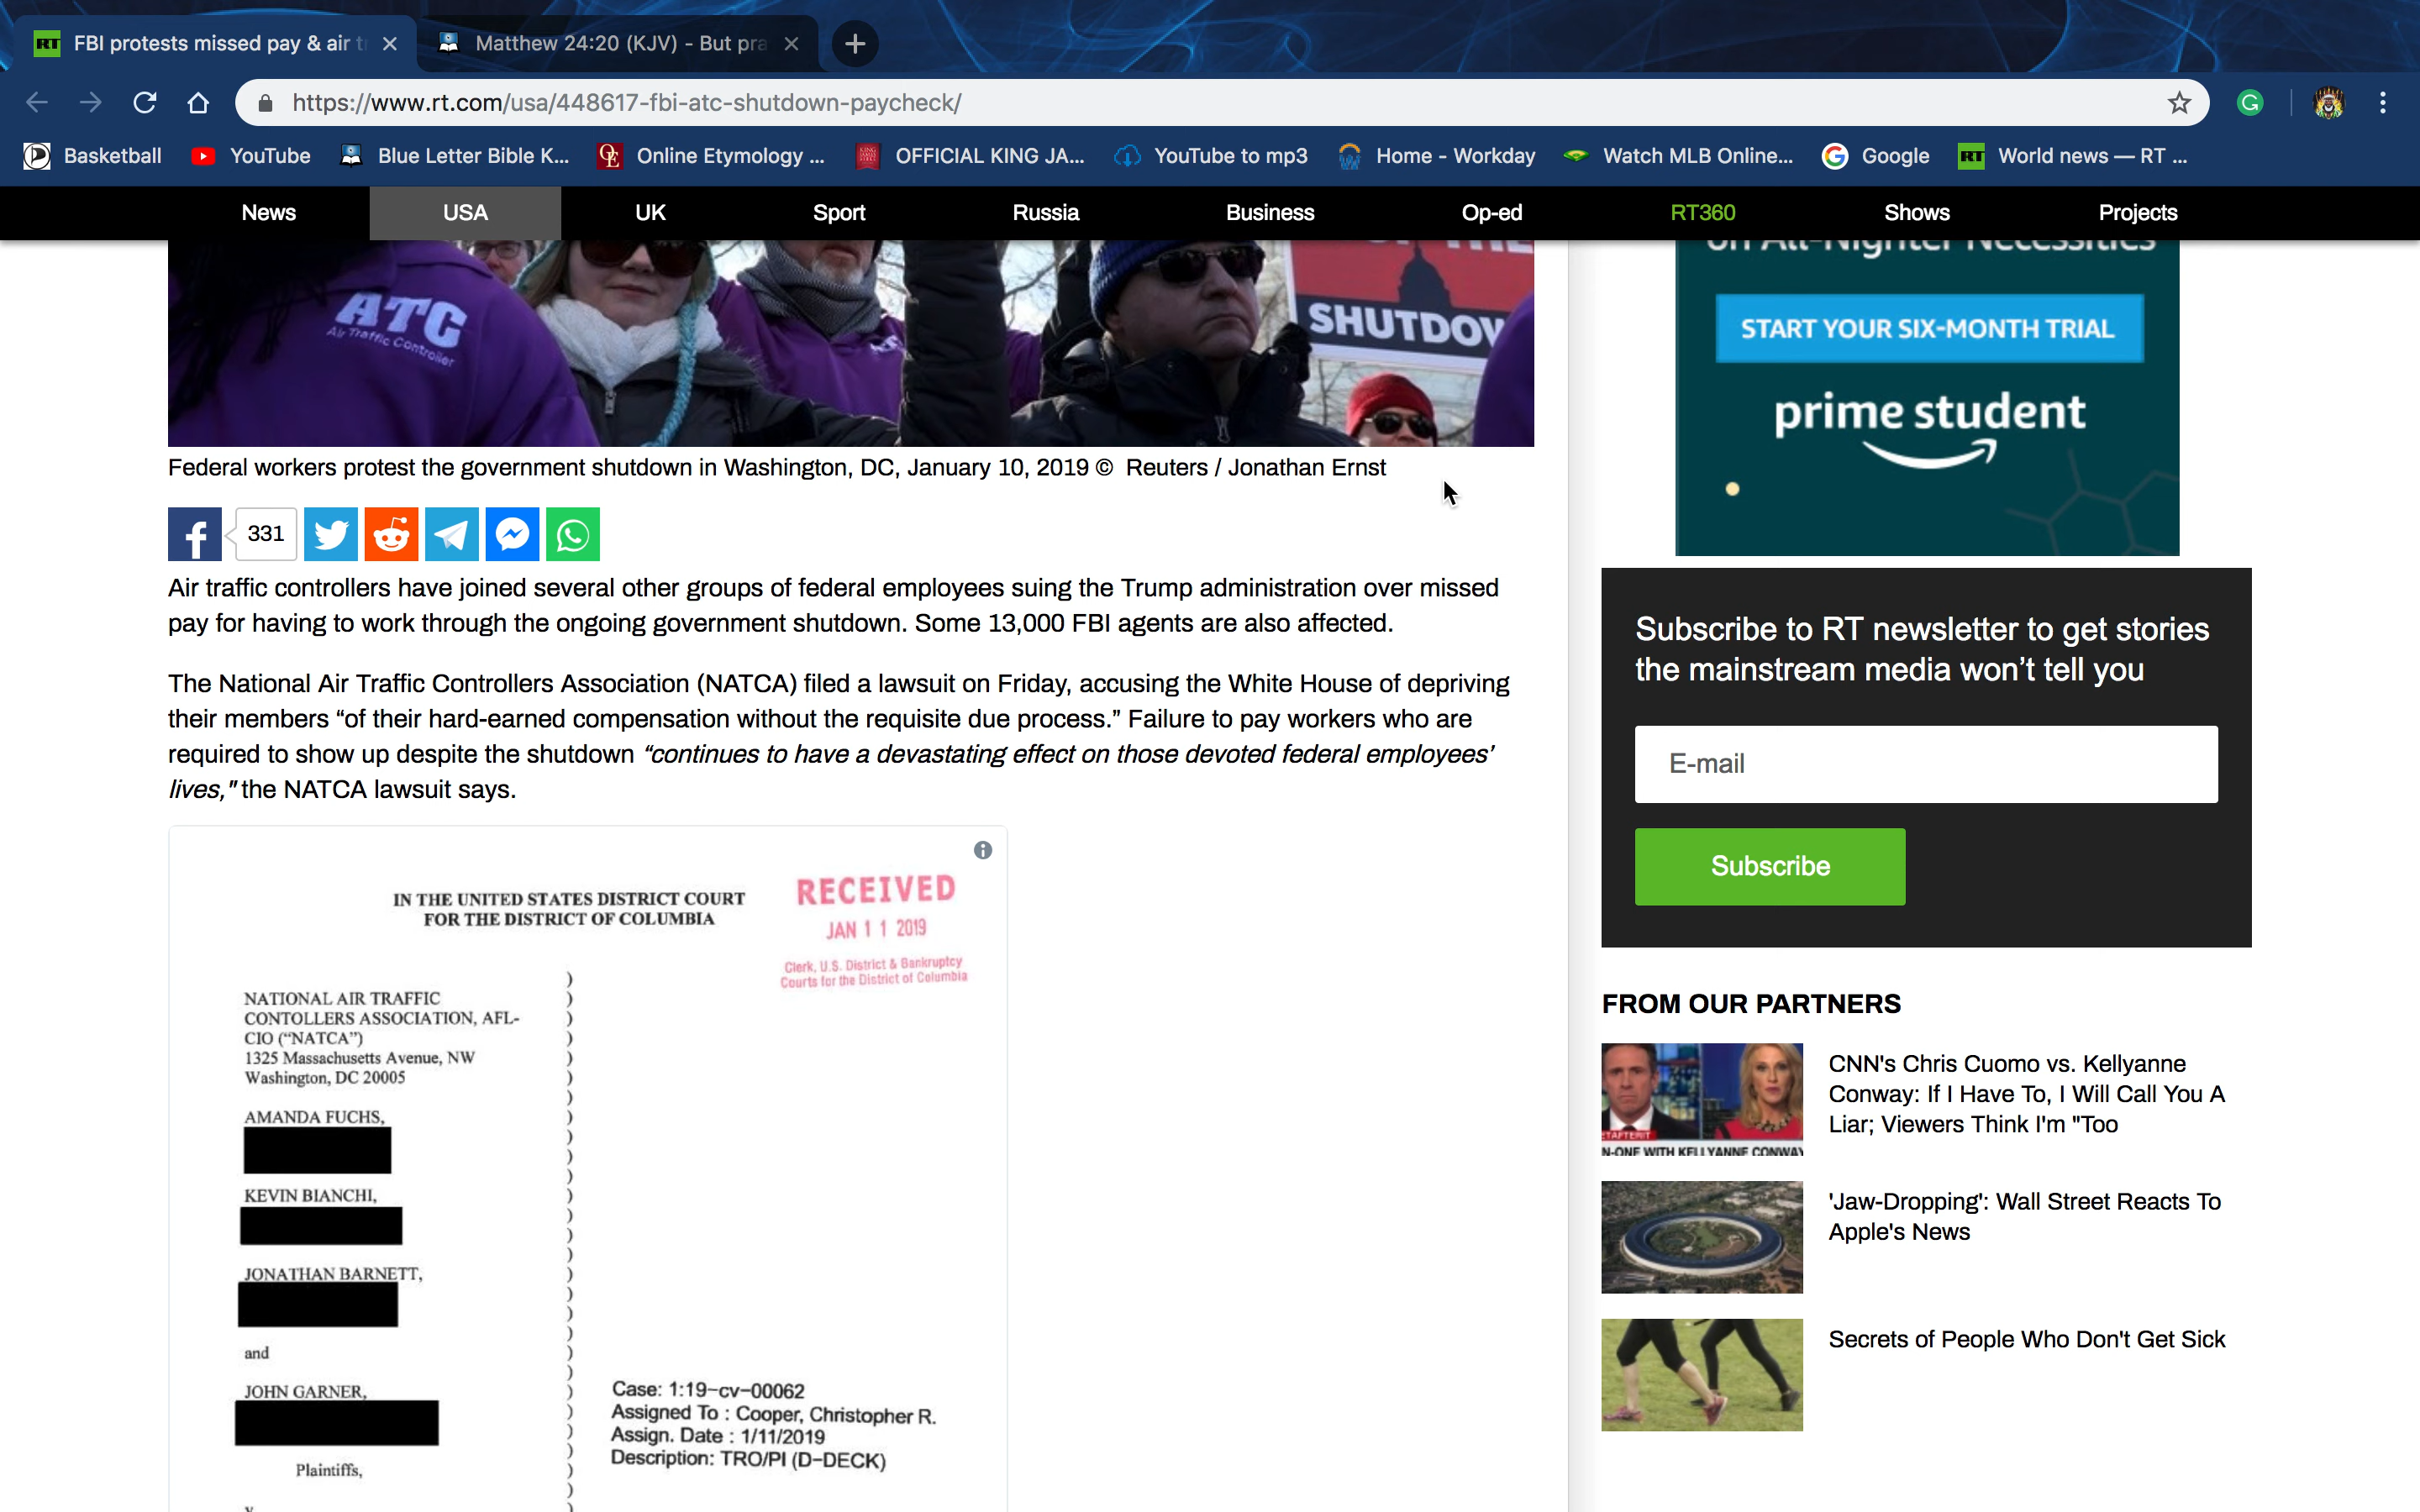 FBI protests missed pay & air tr
Matthew 24:20 (KJV) - But pra
https://www.rt.com/usa/448617-fbi-atc-shutdown-paycheck/
Basketball
YouTube
Blue Letter Bible K...
Online Etymology ...
OFFICIAL KING JA...
YouTube to mp3
Home - Workday
Watch MLB Online...
Google
World news — RT ...
News
USA
UK
Sport
Russia
Business
Op-ed
RT360
Shows
Projects
ATC
Air Traffic Controller
SHUTDOW
Federal workers protest the government shutdown in Washington, DC, January 10, 2019 © Reuters / Jonathan Ernst
331
Air traffic controllers have joined several other groups of federal employees suing the Trump administration over missed
pay for having to work through the ongoing government shutdown. Some 13,000 FBI agents are also affected.
The National Air Traffic Controllers Association (NATCA) filed a lawsuit on Friday, accusing the White House of depriving
their members “of their hard-earned compensation without the requisite due process.” Failure to pay workers who are
required to show up despite the shutdown “continues to have a devastating effect on those devoted federal employees’
lives," the NATCA lawsuit says.
IN THE UNITED STATES DISTRICT COURT
FOR THE DISTRICT OF COLUMBIA
RECEIVED
JAN 11 2019
Clerk, U.S. District & Bankruptcy
Courts for the District of Columbia
NATIONAL AIR TRAFFIC
CONTOLLERS ASSOCIATION, AFL-
CIO (“NATCA”)
1325 Massachusetts Avenue, NW
Washington, DC 20005
AMANDA FUCHS,
KEVIN BIANCHI,
JONATHAN BARNETT,
and
JOHN GARNER,
Plaintiffs,
Case: 1:19-cv-00062
Assigned To : Cooper, Christopher R.
Assign. Date : 1/11/2019
Description: TRO/PI (D-DECK)
on All-Nighter Necessities
START YOUR SIX-MONTH TRIAL
prime student
Subscribe to RT newsletter to get stories
the mainstream media won’t tell you
E-mail
Subscribe
FROM OUR PARTNERS
CNN's Chris Cuomo vs. Kellyanne
Conway: If I Have To, I Will Call You A
Liar; Viewers Think I'm "Too
N-ONE WITH KELLYANNE CONWAY
'Jaw-Dropping': Wall Street Reacts To
Apple's News
Secrets of People Who Don't Get Sick